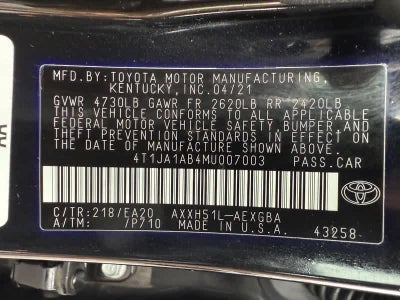 MFD.BY:TOYOTA MOTOR MANUFACTURING,
KENTUCKY,INC.04/21
GVWR 4730LB GAWR FR 2620LB RR 2420LB
THIS VEHICLE CONFORMS TO ALL APPLICABLE
FEDERAL MOTOR VEHICLE SAFETY, BUMPER, AND
THEFT PREVENTION STANDARDS IN EFFECT ON
THE DATE OF MANUFACTURE SHOWN ABOVE.
4T1JA1AB4MU007003 PASS.CAR
C/TR:218/EA20 AXXH51L-AEXGBA
A/TM: /P/10 MADE IN U.S.A. 43258
TOYOTA